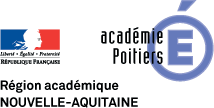 Liberté • Égalité • Fraternité
RÉPUBLIQUE FRANÇAISE
académie
Poitiers
É
Région académique
NOUVELLE-AQUITAINE